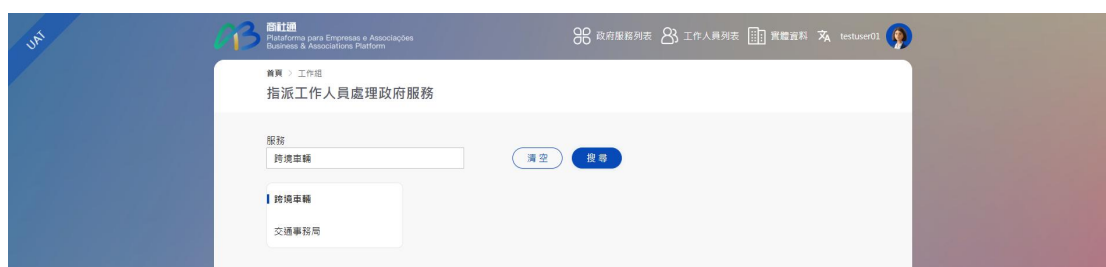 UAT
商社通
Plataforma para Empresas e Associações
Business & Associations Platform
政府服務列表 工作人員列表 實體資料 testuser01
首頁 > 工作組
指派工作人員處理政府服務
服務
跨境車輛 清空 搜尋
跨境車輛
交通事務局